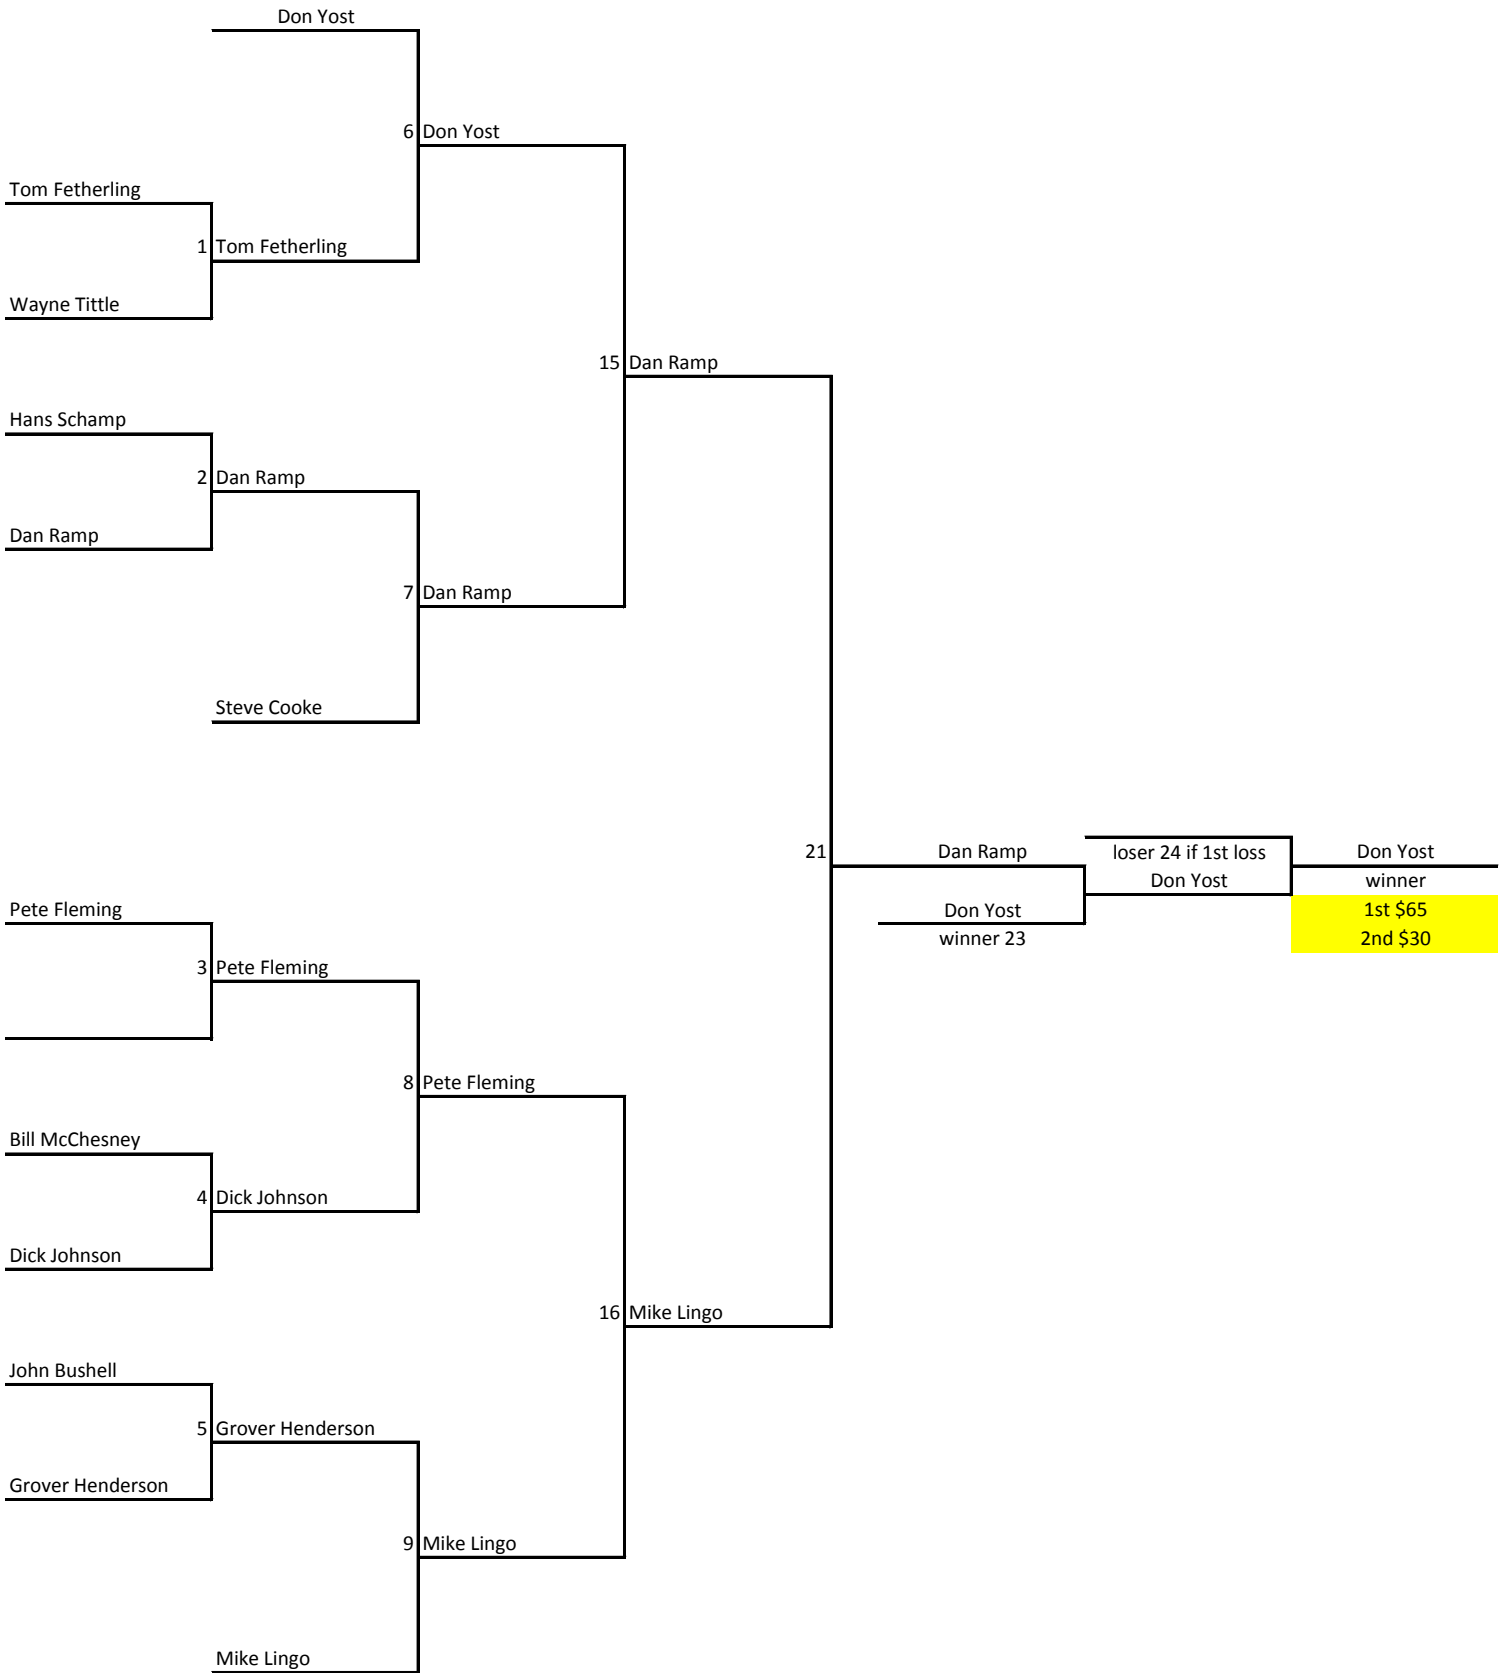 Don Yost
6 Don Yost
Tom Fetherling
1 Tom Fetherling
Wayne Tittle
15 Dan Ramp
Hans Schamp
2 Dan Ramp
Dan Ramp
7 Dan Ramp
Steve Cooke
21 Dan Ramp loser 24 if 1st loss Don Yost
Don Yost winner
Pete Fleming Don Yost 1st $65
winner 23 2nd $30
3 Pete Fleming
8 Pete Fleming
Bill McChesney
4 Dick Johnson
Dick Johnson
16 Mike Lingo
John Bushell
5 Grover Henderson
Grover Henderson
9 Mike Lingo
Mike Lingo